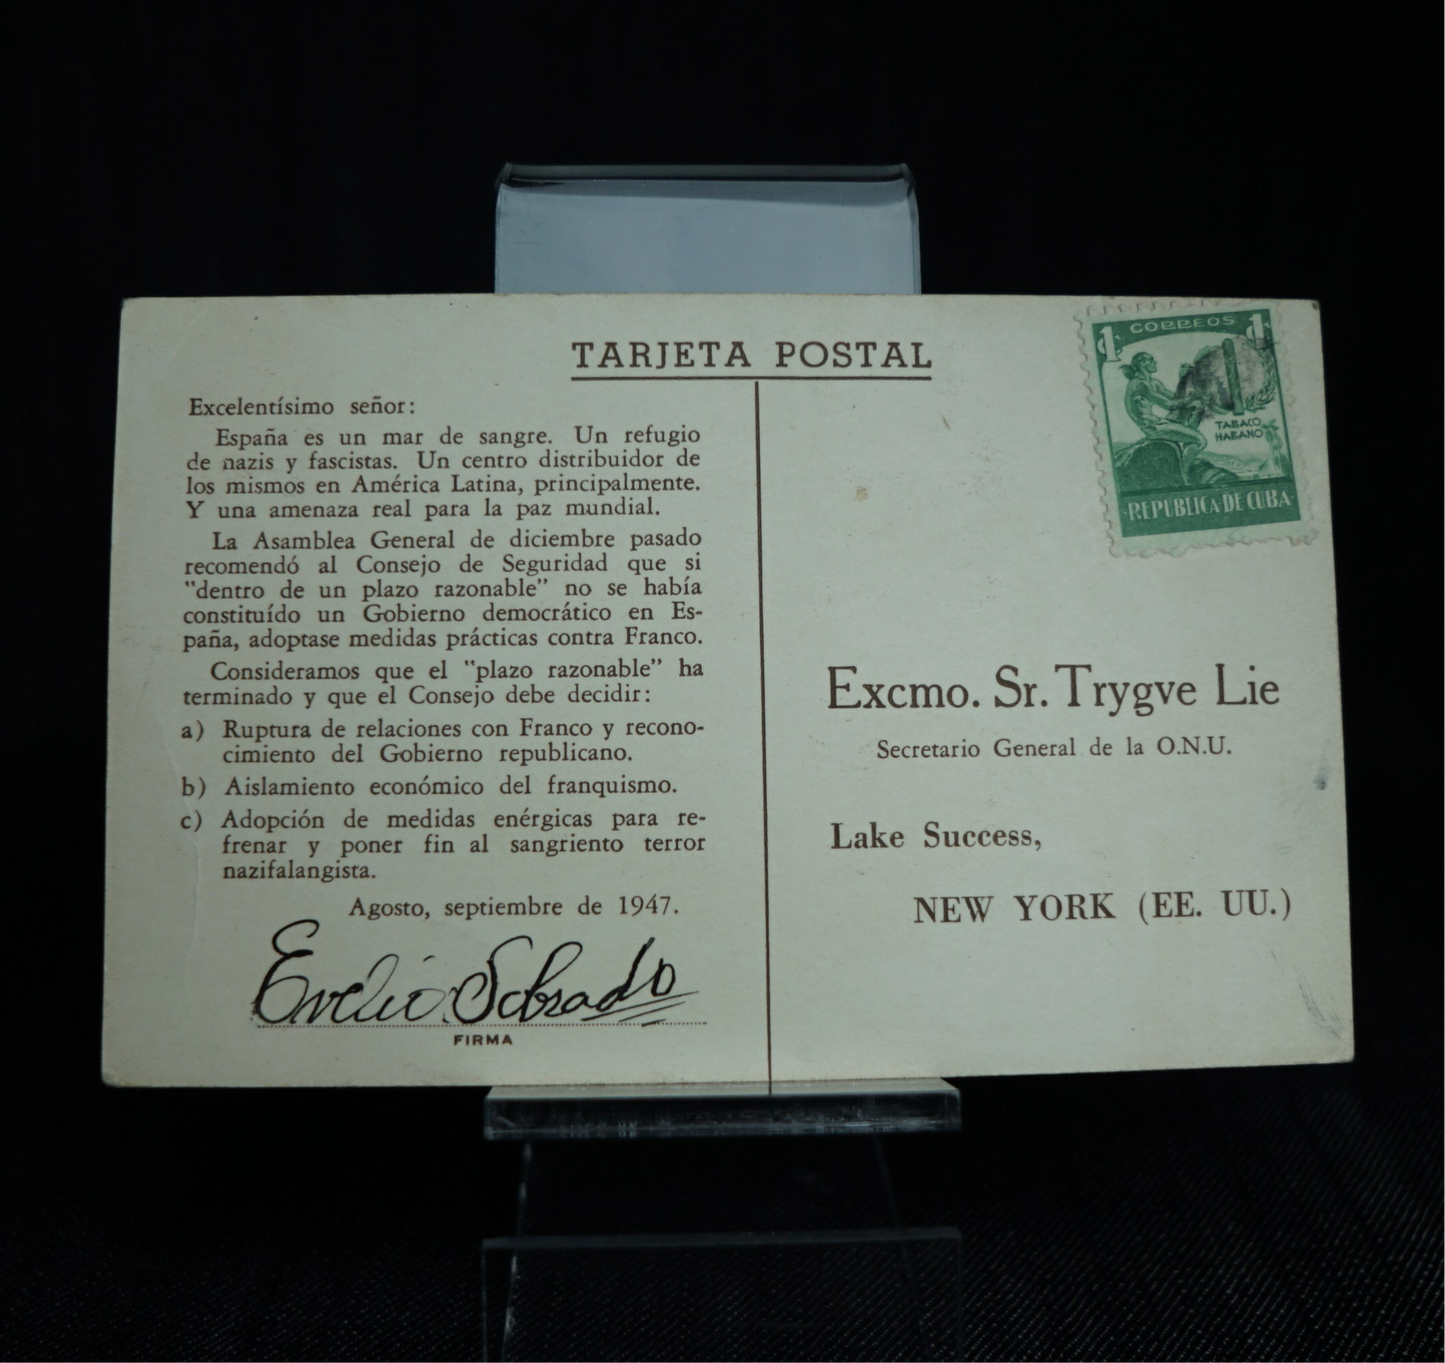 TARJETA POSTAL
Excelentísimo señor:
España es un mar de sangre. Un refugio
de nazis y fascistas. Un centro distribuidor de
los mismos en América Latina, principalmente.
Y una amenaza real para la paz mundial.
La Asamblea General de diciembre pasado
recomendó al Consejo de Seguridad que si
"dentro de un plazo razonable" no se había
constituído un Gobierno democrático en Es-
paña, adoptase medidas prácticas contra Franco.
Consideramos que el "plazo razonable" ha
terminado y que el Consejo debe decidir:
a) Ruptura de relaciones con Franco y recono-
cimiento del Gobierno republicano.
b) Aislamiento económico del franquismo.
c) Adopción de medidas enérgicas para re-
frenar y poner fin al sangriento terror
nazifalangista.
Agosto, septiembre de 1947.
Evelio Sobrado
FIRMA
1¢ CORREOS 1¢
TABACO
HABANO
·REPUBLICA DE CUBA·
Excmo. Sr. Trygve Lie
Secretario General de la O.N.U.
Lake Success,
NEW YORK (EE. UU.)